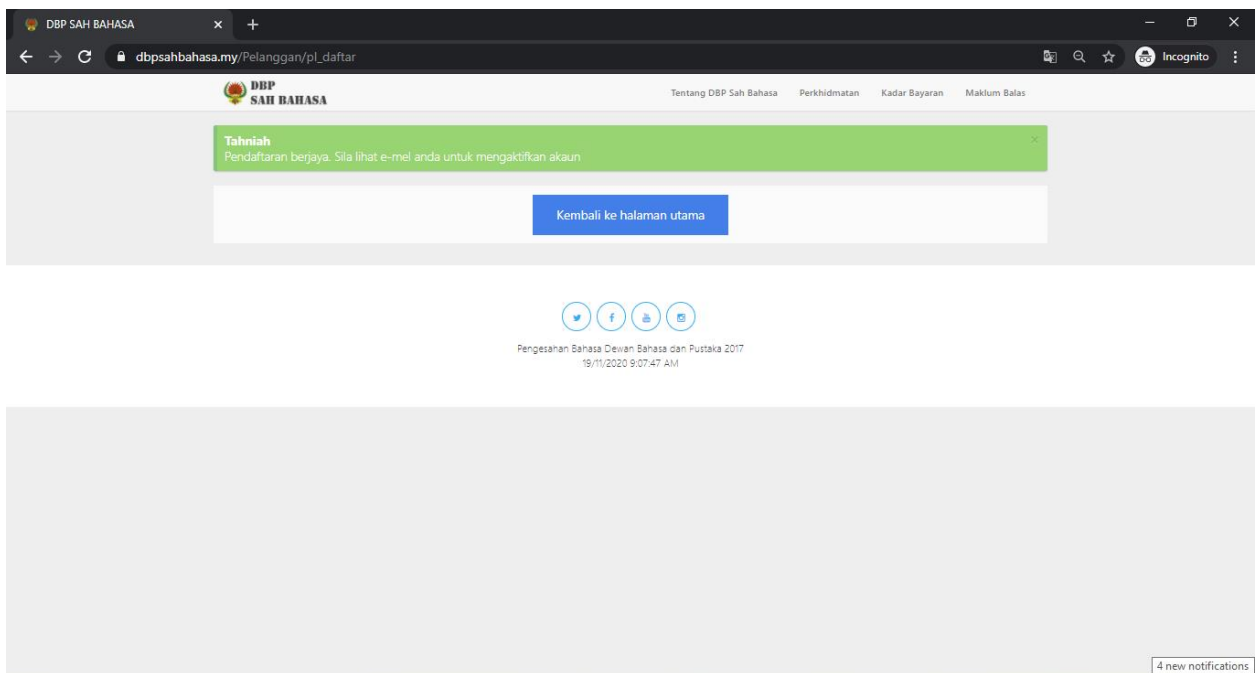 DBP SAH BAHASA
dbpsahbahasa.my/Pelanggan/pl_daftar
Incognito
DBP
SAH BAHASA
Tentang DBP Sah Bahasa Perkhidmatan Kadar Bayaran Maklum Balas
Tahniah
Pendaftaran berjaya. Sila lihat e-mel anda untuk mengaktifkan akaun
Kembali ke halaman utama
Pengesahan Bahasa Dewan Bahasa dan Pustaka 2017
19/11/2020 9:07:47 AM
4 new notifications